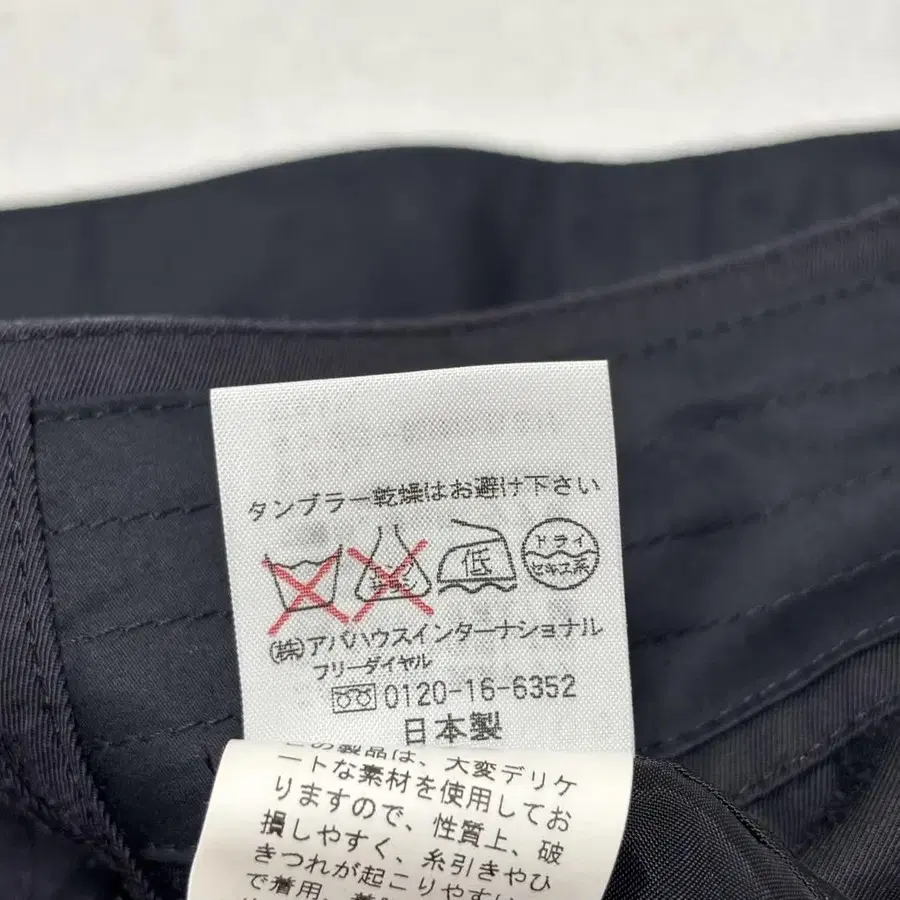 タンブラー乾燥はお避け下さい
低
ドライ
セキユ系
(株)アバハウスインターナショナル
フリーダイヤル
0120-16-6352
日本製
この製品は、大変デリケ
ートな素材を使用してお
りますので、性質上、破
損しやすく、糸引きやひ
きつれが起こりやすい
で着用、着